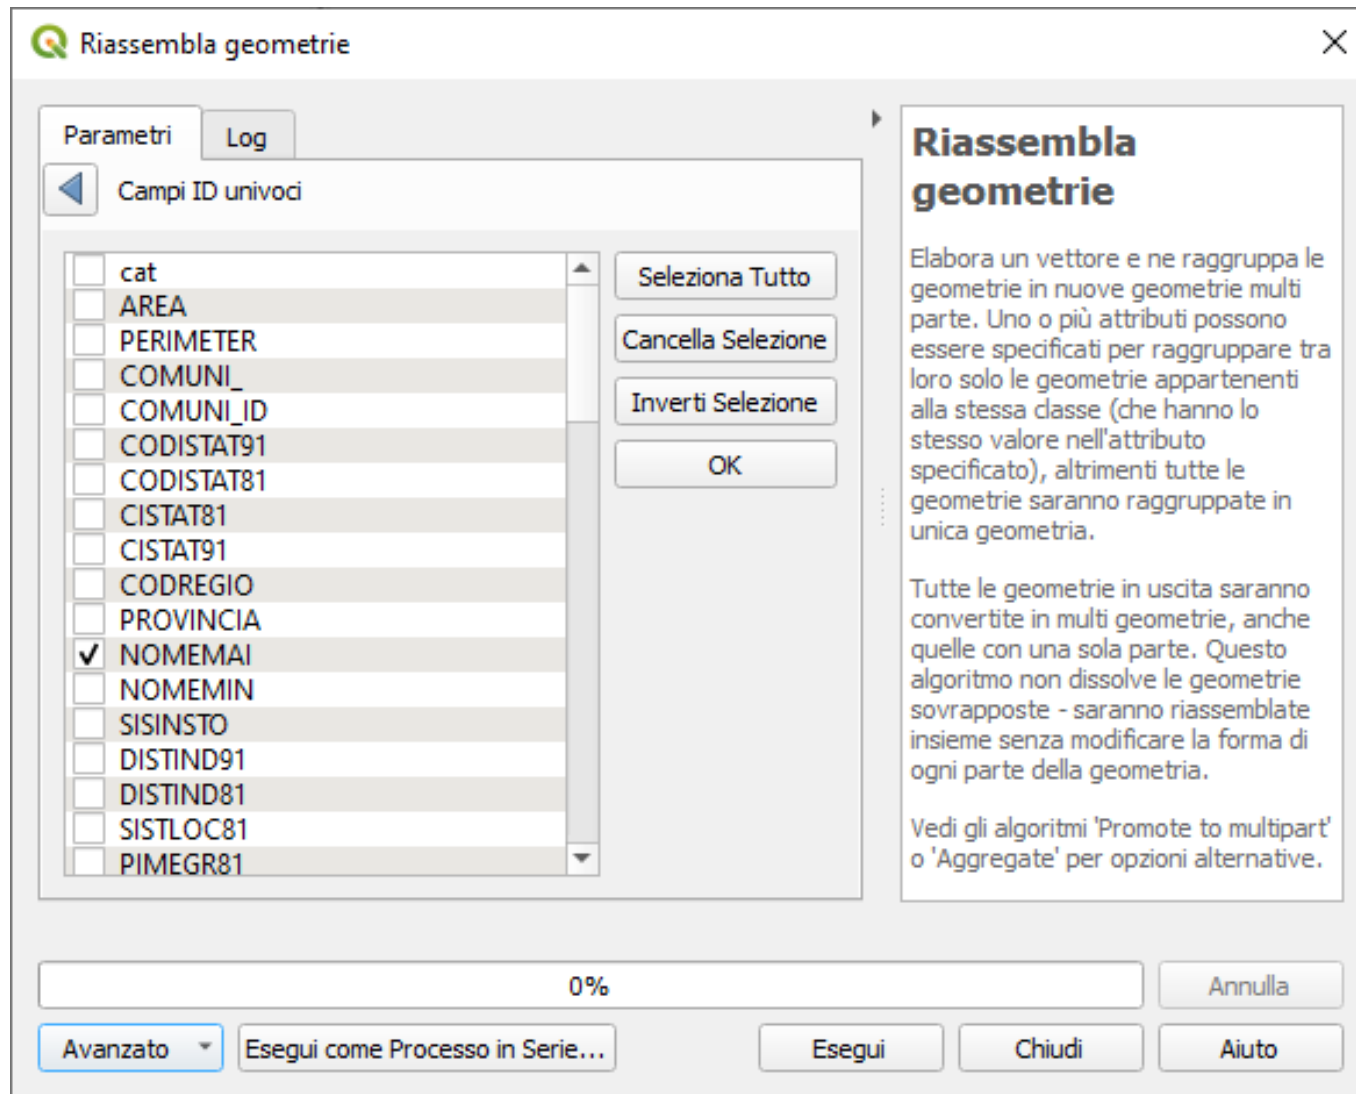 Riassembla geometrie
Parametri
Log
Campi ID univoci
cat
AREA
PERIMETER
COMUNI_
COMUNI_ID
CODISTAT91
CODISTAT81
CISTAT81
CISTAT91
CODREGIO
PROVINCIA
NOMEMAI
NOMEMIN
SISINSTO
DISTIND91
DISTIND81
SISTLOC81
PIMEGR81
Seleziona Tutto
Cancella Selezione
Inverti Selezione
OK
Riassembla
geometrie
Elabora un vettore e ne raggruppa le
geometrie in nuove geometrie multi
parte. Uno o più attributi possono
essere specificati per raggruppare tra
loro solo le geometrie appartenenti
alla stessa classe (che hanno lo
stesso valore nell'attributo
specificato), altrimenti tutte le
geometrie saranno raggruppate in
unica geometria.
Tutte le geometrie in uscita saranno
convertite in multi geometrie, anche
quelle con una sola parte. Questo
algoritmo non dissolve le geometrie
sovrapposte - saranno riassemblate
insieme senza modificare la forma di
ogni parte della geometria.
Vedi gli algoritmi 'Promote to multipart'
o 'Aggregate' per opzioni alternative.
0%
Annulla
Avanzato
Esegui come Processo in Serie...
Esegui
Chiudi
Aiuto